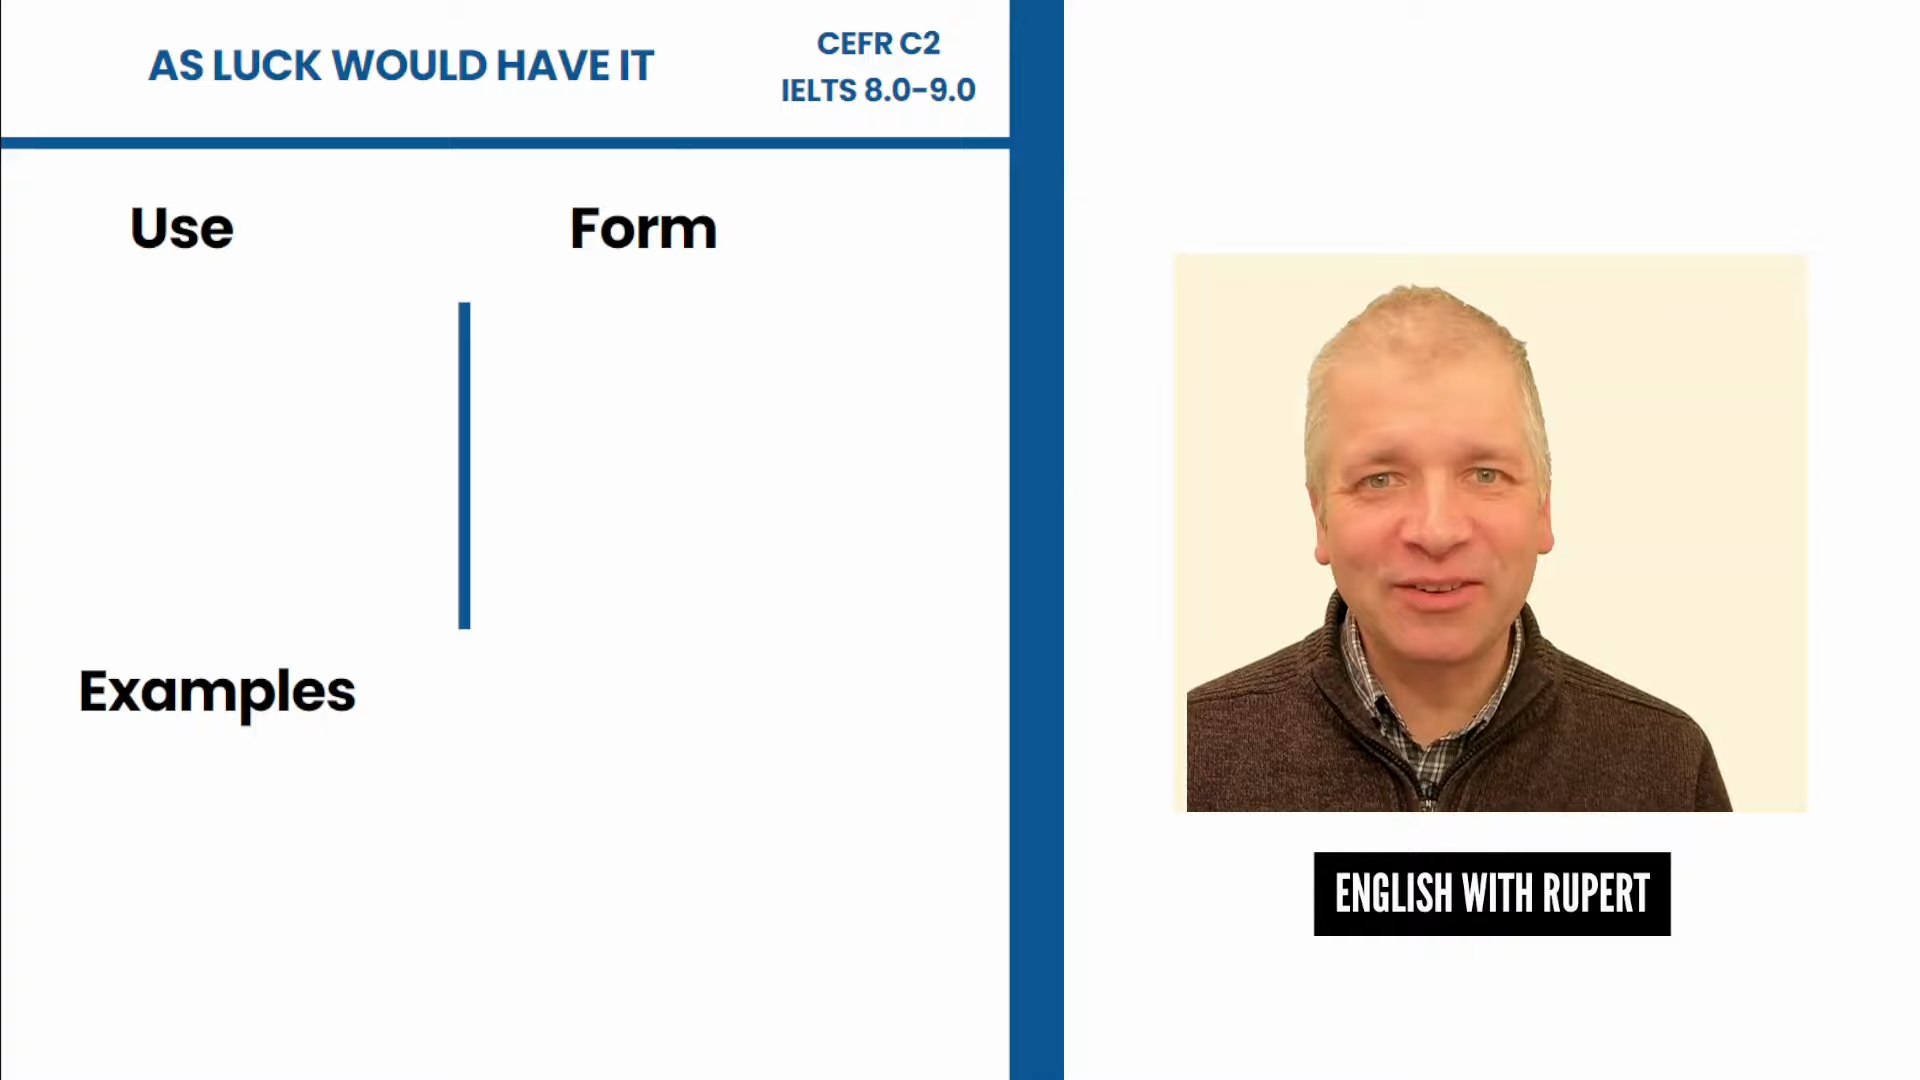 AS LUCK WOULD HAVE IT
CEFR C2
IELTS 8.0-9.0
Use
Form
Examples
ENGLISH WITH RUPERT